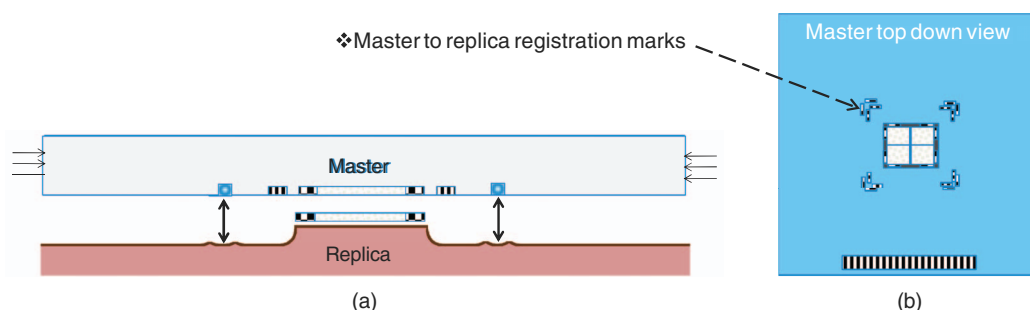 ❖Master to replica registration marks
Master top down view
Master
Replica
(a)
(b)